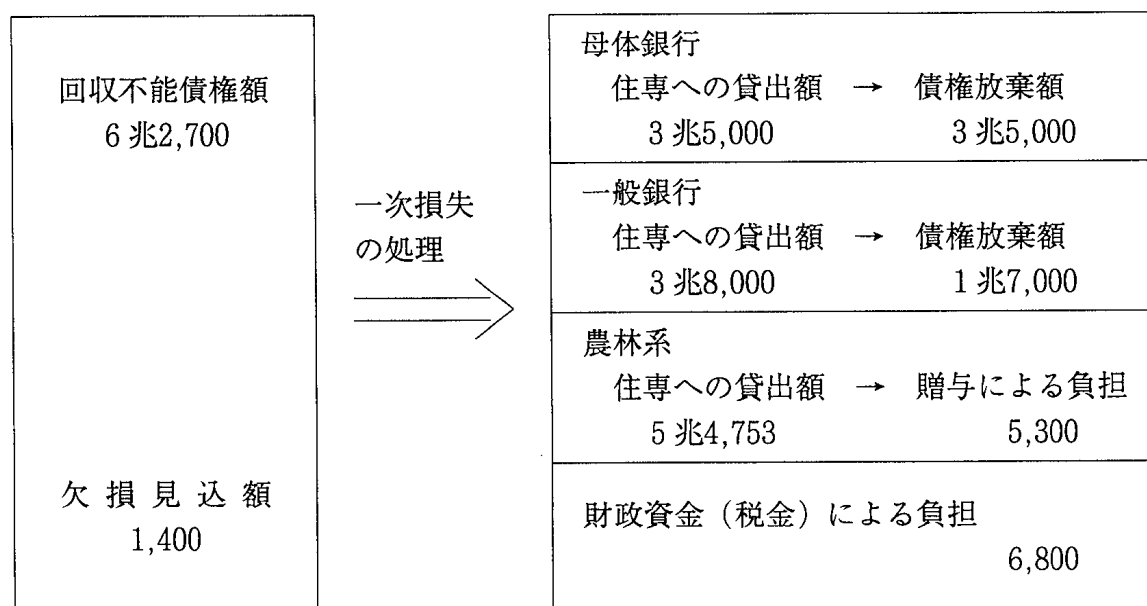 回収不能債権額
6兆2,700
欠損見込額
1,400
一次損失
の処理
母体銀行
住専への貸出額 → 債権放棄額
3兆5,000 3兆5,000
一般銀行
住専への貸出額 → 債権放棄額
3兆8,000 1兆7,000
農林系
住専への貸出額 → 贈与による負担
5兆4,753 5,300
財政資金（税金）による負担
6,800